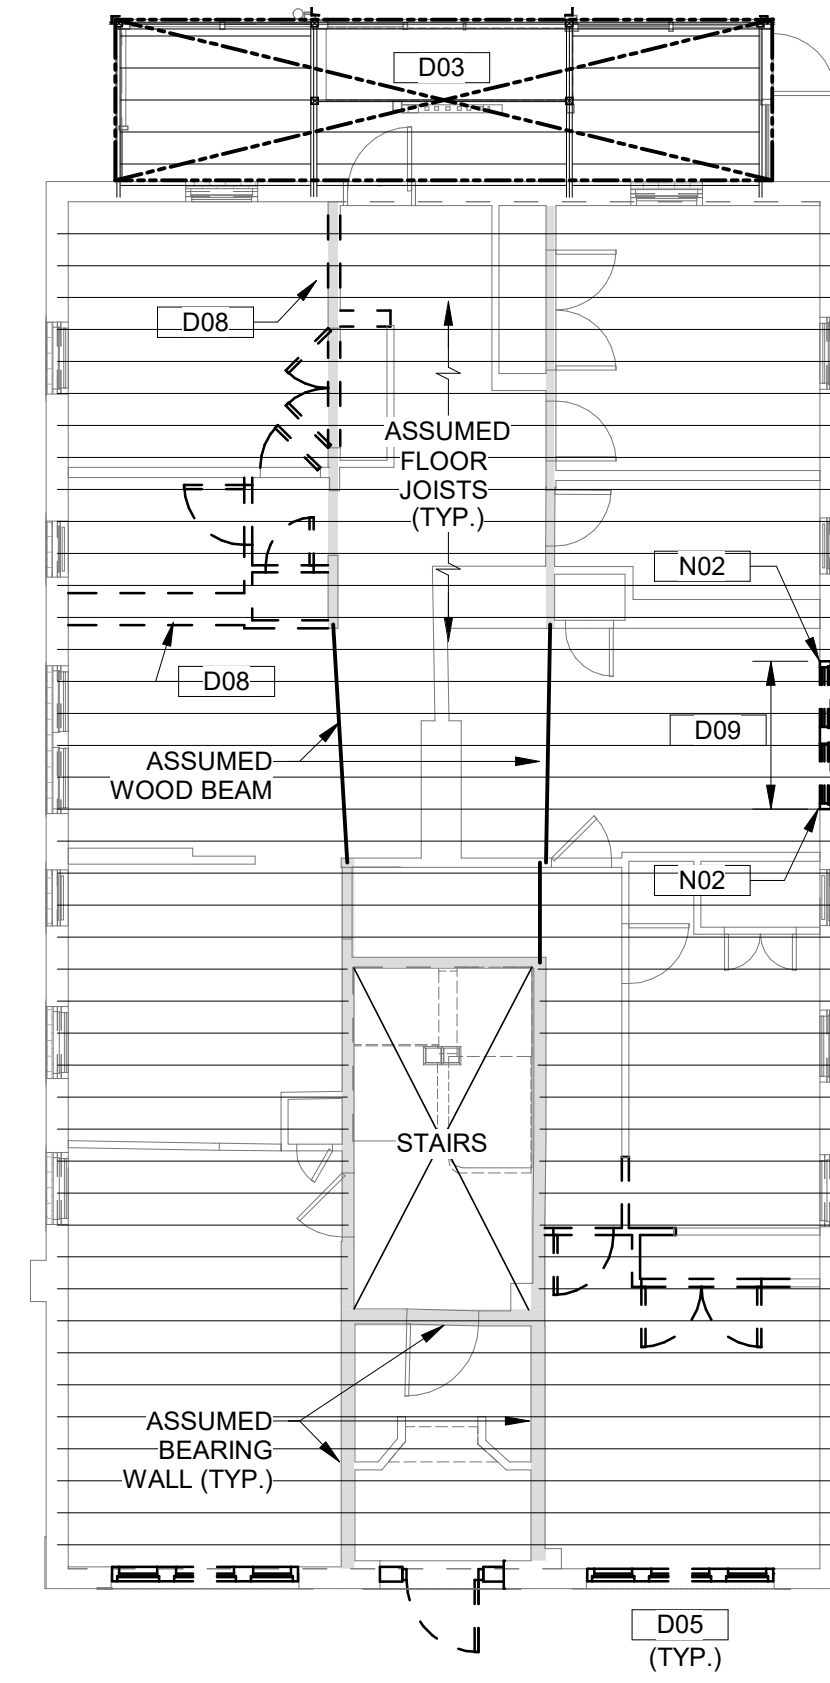 D03
D08
ASSUMED
FLOOR
JOISTS
(TYP.)
N02
D08
D09
ASSUMED
WOOD BEAM
N02
STAIRS
ASSUMED
BEARING
WALL (TYP.)
D05
(TYP.)